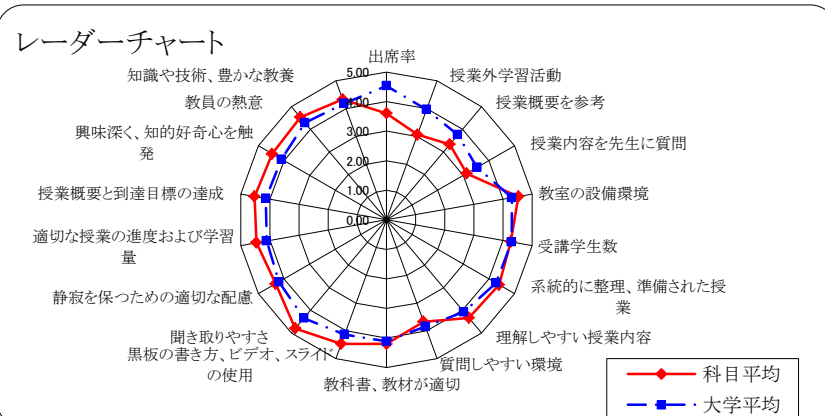 レーダーチャート
出席率
授業外学習活動
授業概要を参考
授業内容を先生に質問
教室の設備環境
受講学生数
系統的に整理、準備された授
業
理解しやすい授業内容
質問しやすい環境
教科書、教材が適切
黒板の書き方、ビデオ、スライド
の使用
聞き取りやすさ
静寂を保つための適切な配慮
適切な授業の進度および学習
量
授業概要と到達目標の達成
興味深く、知的好奇心を触
発
教員の熱意
知識や技術、豊かな教養
5.00
4.00
3.00
2.00
1.00
0.00
科目平均
大学平均